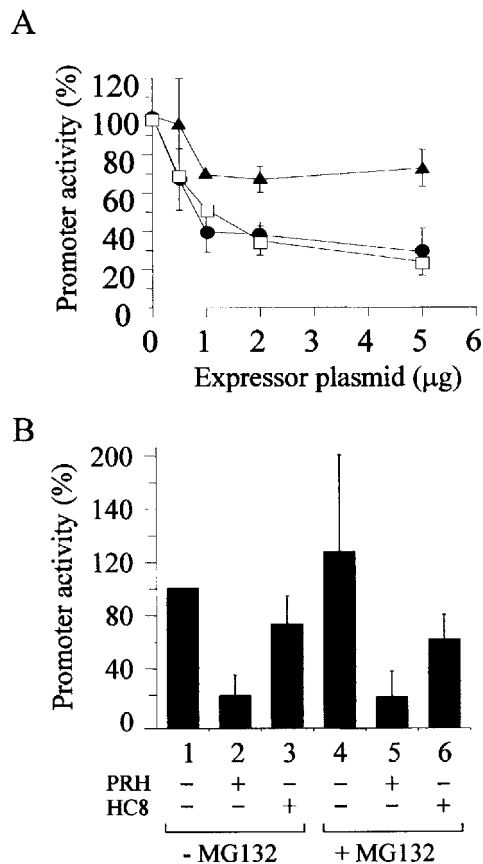 A
Promoter activity (%)
120
100
80
60
40
20
0
0 1 2 3 4 5 6
Expressor plasmid (μg)
B
Promoter activity (%)
200
140
120
80
40
0
1 2 3 4 5 6
PRH – + – – + –
HC8 – – + – – +
- MG132 + MG132